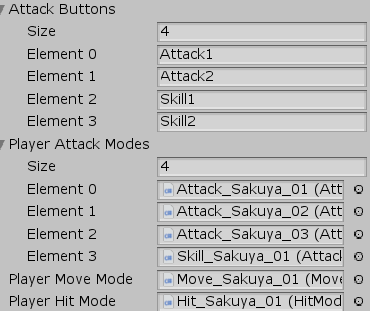 Attack Buttons
Size 4
Element 0 Attack1
Element 1 Attack2
Element 2 Skill1
Element 3 Skill2
Player Attack Modes
Size 4
Element 0 Attack_Sakuya_01 (Att
Element 1 Attack_Sakuya_02 (Att
Element 2 Attack_Sakuya_03 (Att
Element 3 Skill_Sakuya_01 (Attack
Player Move Mode Move_Sakuya_01 (Move
Player Hit Mode Hit_Sakuya_01 (HitMod